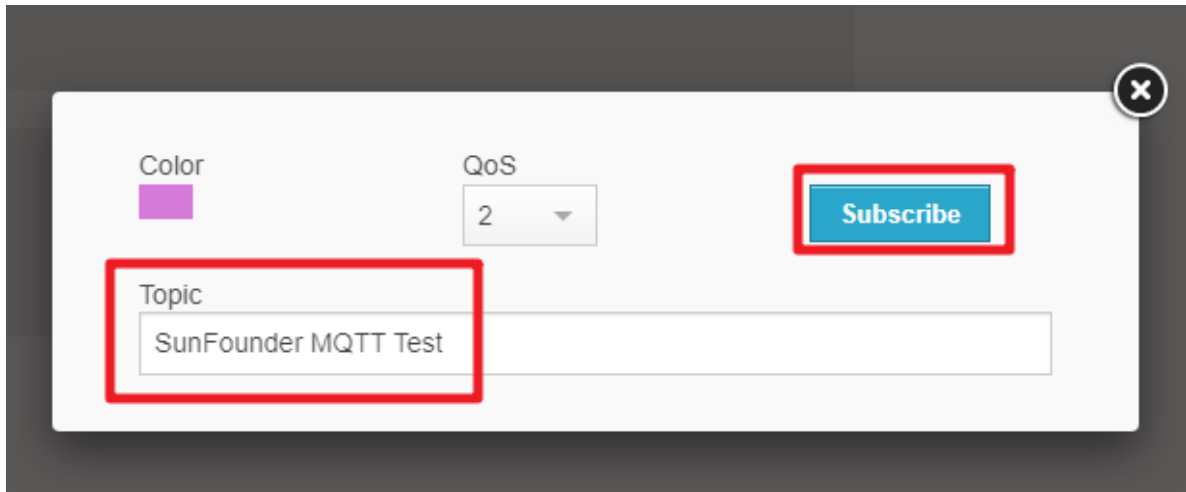 Color
QoS
2
Subscribe
Topic
SunFounder MQTT Test